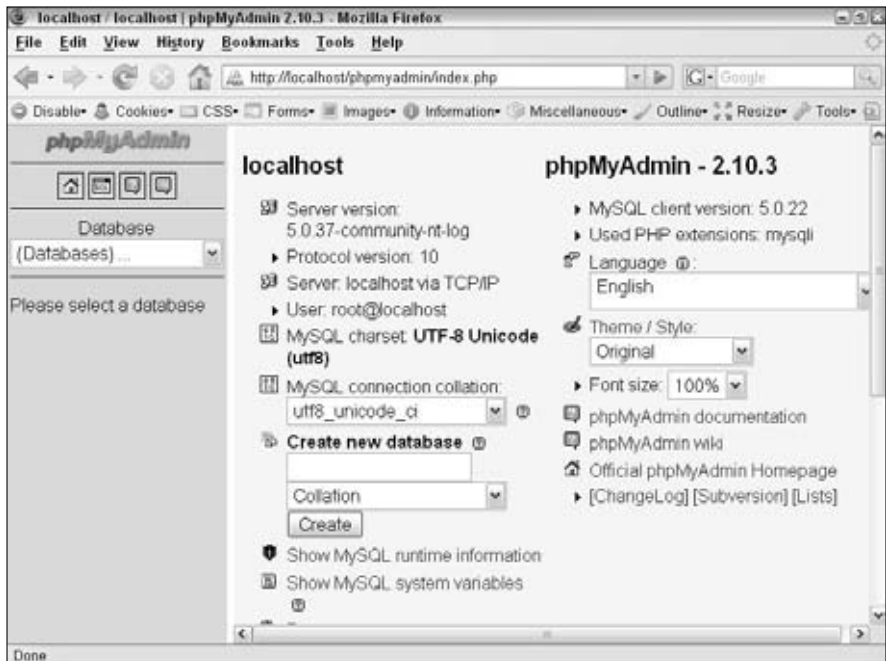 localhost / localhost | phpMyAdmin 2.10.3 - Mozilla Firefox
File Edit View History Bookmarks Tools Help
http://localhost/phpmyadmin/index.php
G Google
Disable Cookies CSS Forms Images Information Miscellaneous Outline Resize Tools
phpMyAdmin
Database
(Databases) ...
Please select a database
localhost
Server version:
5.0.37-community-nt-log
Protocol version: 10
Server: localhost via TCP/IP
User: root@localhost
MySQL charset: UTF-8 Unicode
(utf8)
MySQL connection collation:
utf8_unicode_ci
Create new database
Collation
Create
Show MySQL runtime information
Show MySQL system variables
phpMyAdmin - 2.10.3
MySQL client version: 5.0.22
Used PHP extensions: mysqli
Language :
English
Theme / Style:
Original
Font size: 100%
phpMyAdmin documentation
phpMyAdmin wiki
Official phpMyAdmin Homepage
[ChangeLog] [Subversion] [Lists]
Done